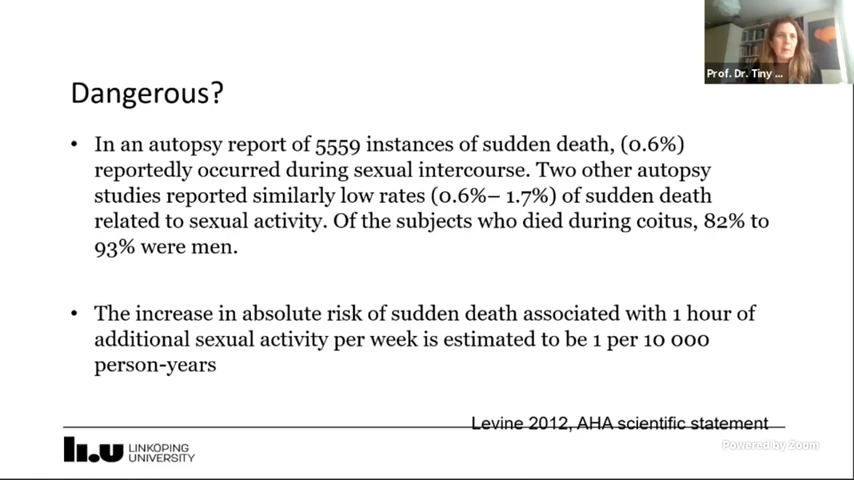 Prof. Dr. Tiny ...
Dangerous?
• In an autopsy report of 5559 instances of sudden death, (0.6%)
reportedly occurred during sexual intercourse. Two other autopsy
studies reported similarly low rates (0.6%– 1.7%) of sudden death
related to sexual activity. Of the subjects who died during coitus, 82% to
93% were men.
• The increase in absolute risk of sudden death associated with 1 hour of
additional sexual activity per week is estimated to be 1 per 10 000
person-years
Levine 2012, AHA scientific statement
Powered by Zoom
li.u LINKÖPING
UNIVERSITY